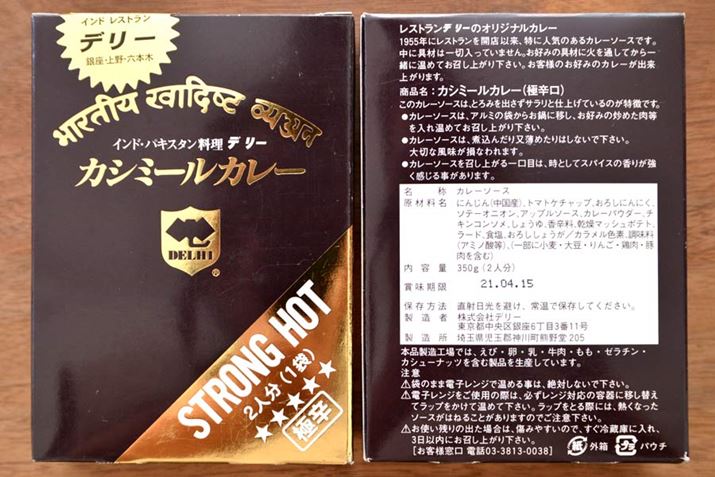 インド レストラン
デリー
銀座・上野・六本木
भारतीय स्वादिष्ट व्यञ्जन
インド・パキスタン料理 デリー
カシミールカレー
DELHI
®
STRONG HOT
2人分(1袋)
★★★★★
極辛
レストランデリーのオリジナルカレー
1955年にレストランを開店以来、特に人気のあるカレーソースです。
中に具材は一切入っていません。お好みの具材に火を通してから一
緒に温めてお召し上がり下さい。お客様のお好みのカレーが出来
上がります。
商品名:カシミールカレー(極辛口)
このカレーソースは、とろみを出さずサラリと仕上げているのが特徴です。
●カレーソースは、アルミの袋からお鍋に移し、お好みの炒めた肉等
を入れ温めてお召し上がり下さい。
●カレーソースは、煮込んだり又薄めたりはしないで下さい。
大切な風味が損なわれます。
●カレーソースを召し上がる一口目は、時としてスパイスの香りが強
く感じる事があります。
名称 カレーソース
原材料名 にんじん(中国産)、トマトケチャップ、おろしにんにく、
ソテーオニオン、アップルソース、カレーパウダー、チ
キンコンソメ、しょうゆ、香辛料、乾燥マッシュポテト、
ラード、食塩、おろししょうが/カラメル色素、調味料
(アミノ酸等)、(一部に小麦・大豆・りんご・鶏肉・豚
肉を含む)
内容量 350g(2人分)
賞味期限 21.04.15
保存方法 直射日光を避け、常温で保存してください。
製造者 株式会社デリー
東京都中央区銀座6丁目3番11号
製造所 埼玉県児玉郡神川町熊野堂205
本品製造工場では、えび・卵・乳・牛肉・もも・ゼラチン・
カシューナッツを含む製品を生産しています。
注意
⚠袋のまま電子レンジで温める事は、絶対しないで下さい。
⚠電子レンジをご使用の際は、必ずレンジ対応の容器に移し替え
てラップをかけて温めて下さい。ラップをとる際には、熱くなった
ソースがはねることがありますのでご注意下さい。
⚠お使い残りの出た場合は、傷みやすいので、すぐ冷蔵庫に入れ、
3日以内にお召し上がり下さい。
[お客様窓口 電話03-3813-0038]
紙 外箱 プラ パウチ